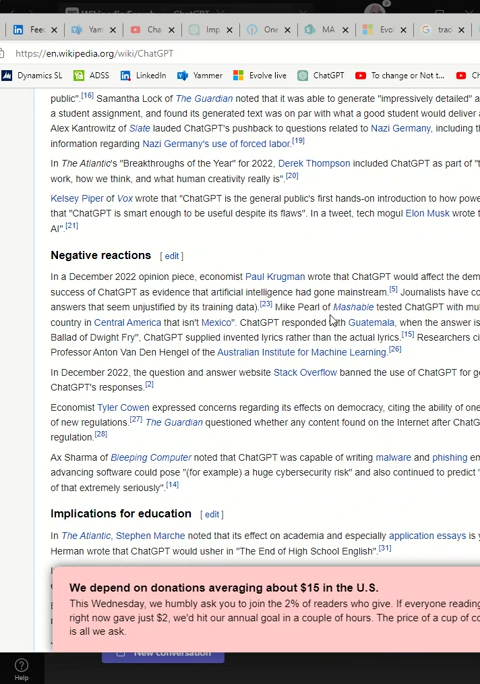 Fee
Yam
Cha
Imp
Intr
MA
Evol
trac
https://en.wikipedia.org/wiki/ChatGPT
Dynamics SL ADSS LinkedIn Yammer Evolve live ChatGPT To change or Not t... Ch
public".[16] Samantha Lock of The Guardian noted that it was able to generate "impressively detailed" a
a student assignment, and found its generated text was on par with what a good student would deliver a
Alex Kantrowitz of Slate lauded ChatGPT's pushback to questions related to Nazi Germany, including th
information regarding Nazi Germany's use of forced labor.[19]
In The Atlantic's "Breakthroughs of the Year" for 2022, Derek Thompson included ChatGPT as part of "t
work, how we think, and what human creativity really is".[20]
Kelsey Piper of Vox wrote that "ChatGPT is the general public's first hands-on introduction to how powe
that "ChatGPT is smart enough to be useful despite its flaws". In a tweet, tech mogul Elon Musk wrote t
AI".[21]
Negative reactions [ edit ]
In a December 2022 opinion piece, economist Paul Krugman wrote that ChatGPT would affect the dem
success of ChatGPT as evidence that artificial intelligence had gone mainstream.[5] Journalists have co
answers that seem unjustified by its training data).[23] Mike Pearl of Mashable tested ChatGPT with mul
country in Central America that isn't Mexico". ChatGPT responded with Guatemala, when the answer is
Ballad of Dwight Fry", ChatGPT supplied invented lyrics rather than the actual lyrics.[15] Researchers ci
Professor Anton Van Den Hengel of the Australian Institute for Machine Learning.[26]
In December 2022, the question and answer website Stack Overflow banned the use of ChatGPT for ge
ChatGPT's responses.[2]
Economist Tyler Cowen expressed concerns regarding its effects on democracy, citing the ability of one
of new regulations.[27] The Guardian questioned whether any content found on the Internet after ChatG
regulation.[28]
Ax Sharma of Bleeping Computer noted that ChatGPT was capable of writing malware and phishing em
advancing software could pose "(for example) a huge cybersecurity risk" and also continued to predict "
of that extremely seriously".[14]
Implications for education [ edit ]
In The Atlantic, Stephen Marche noted that its effect on academia and especially application essays is y
Herman wrote that ChatGPT would usher in "The End of High School English".[31]
We depend on donations averaging about $15 in the U.S.
This Wednesday, we humbly ask you to join the 2% of readers who give. If everyone reading
right now gave just $2, we'd hit our annual goal in a couple of hours. The price of a cup of co
is all we ask.
New conversation
Help